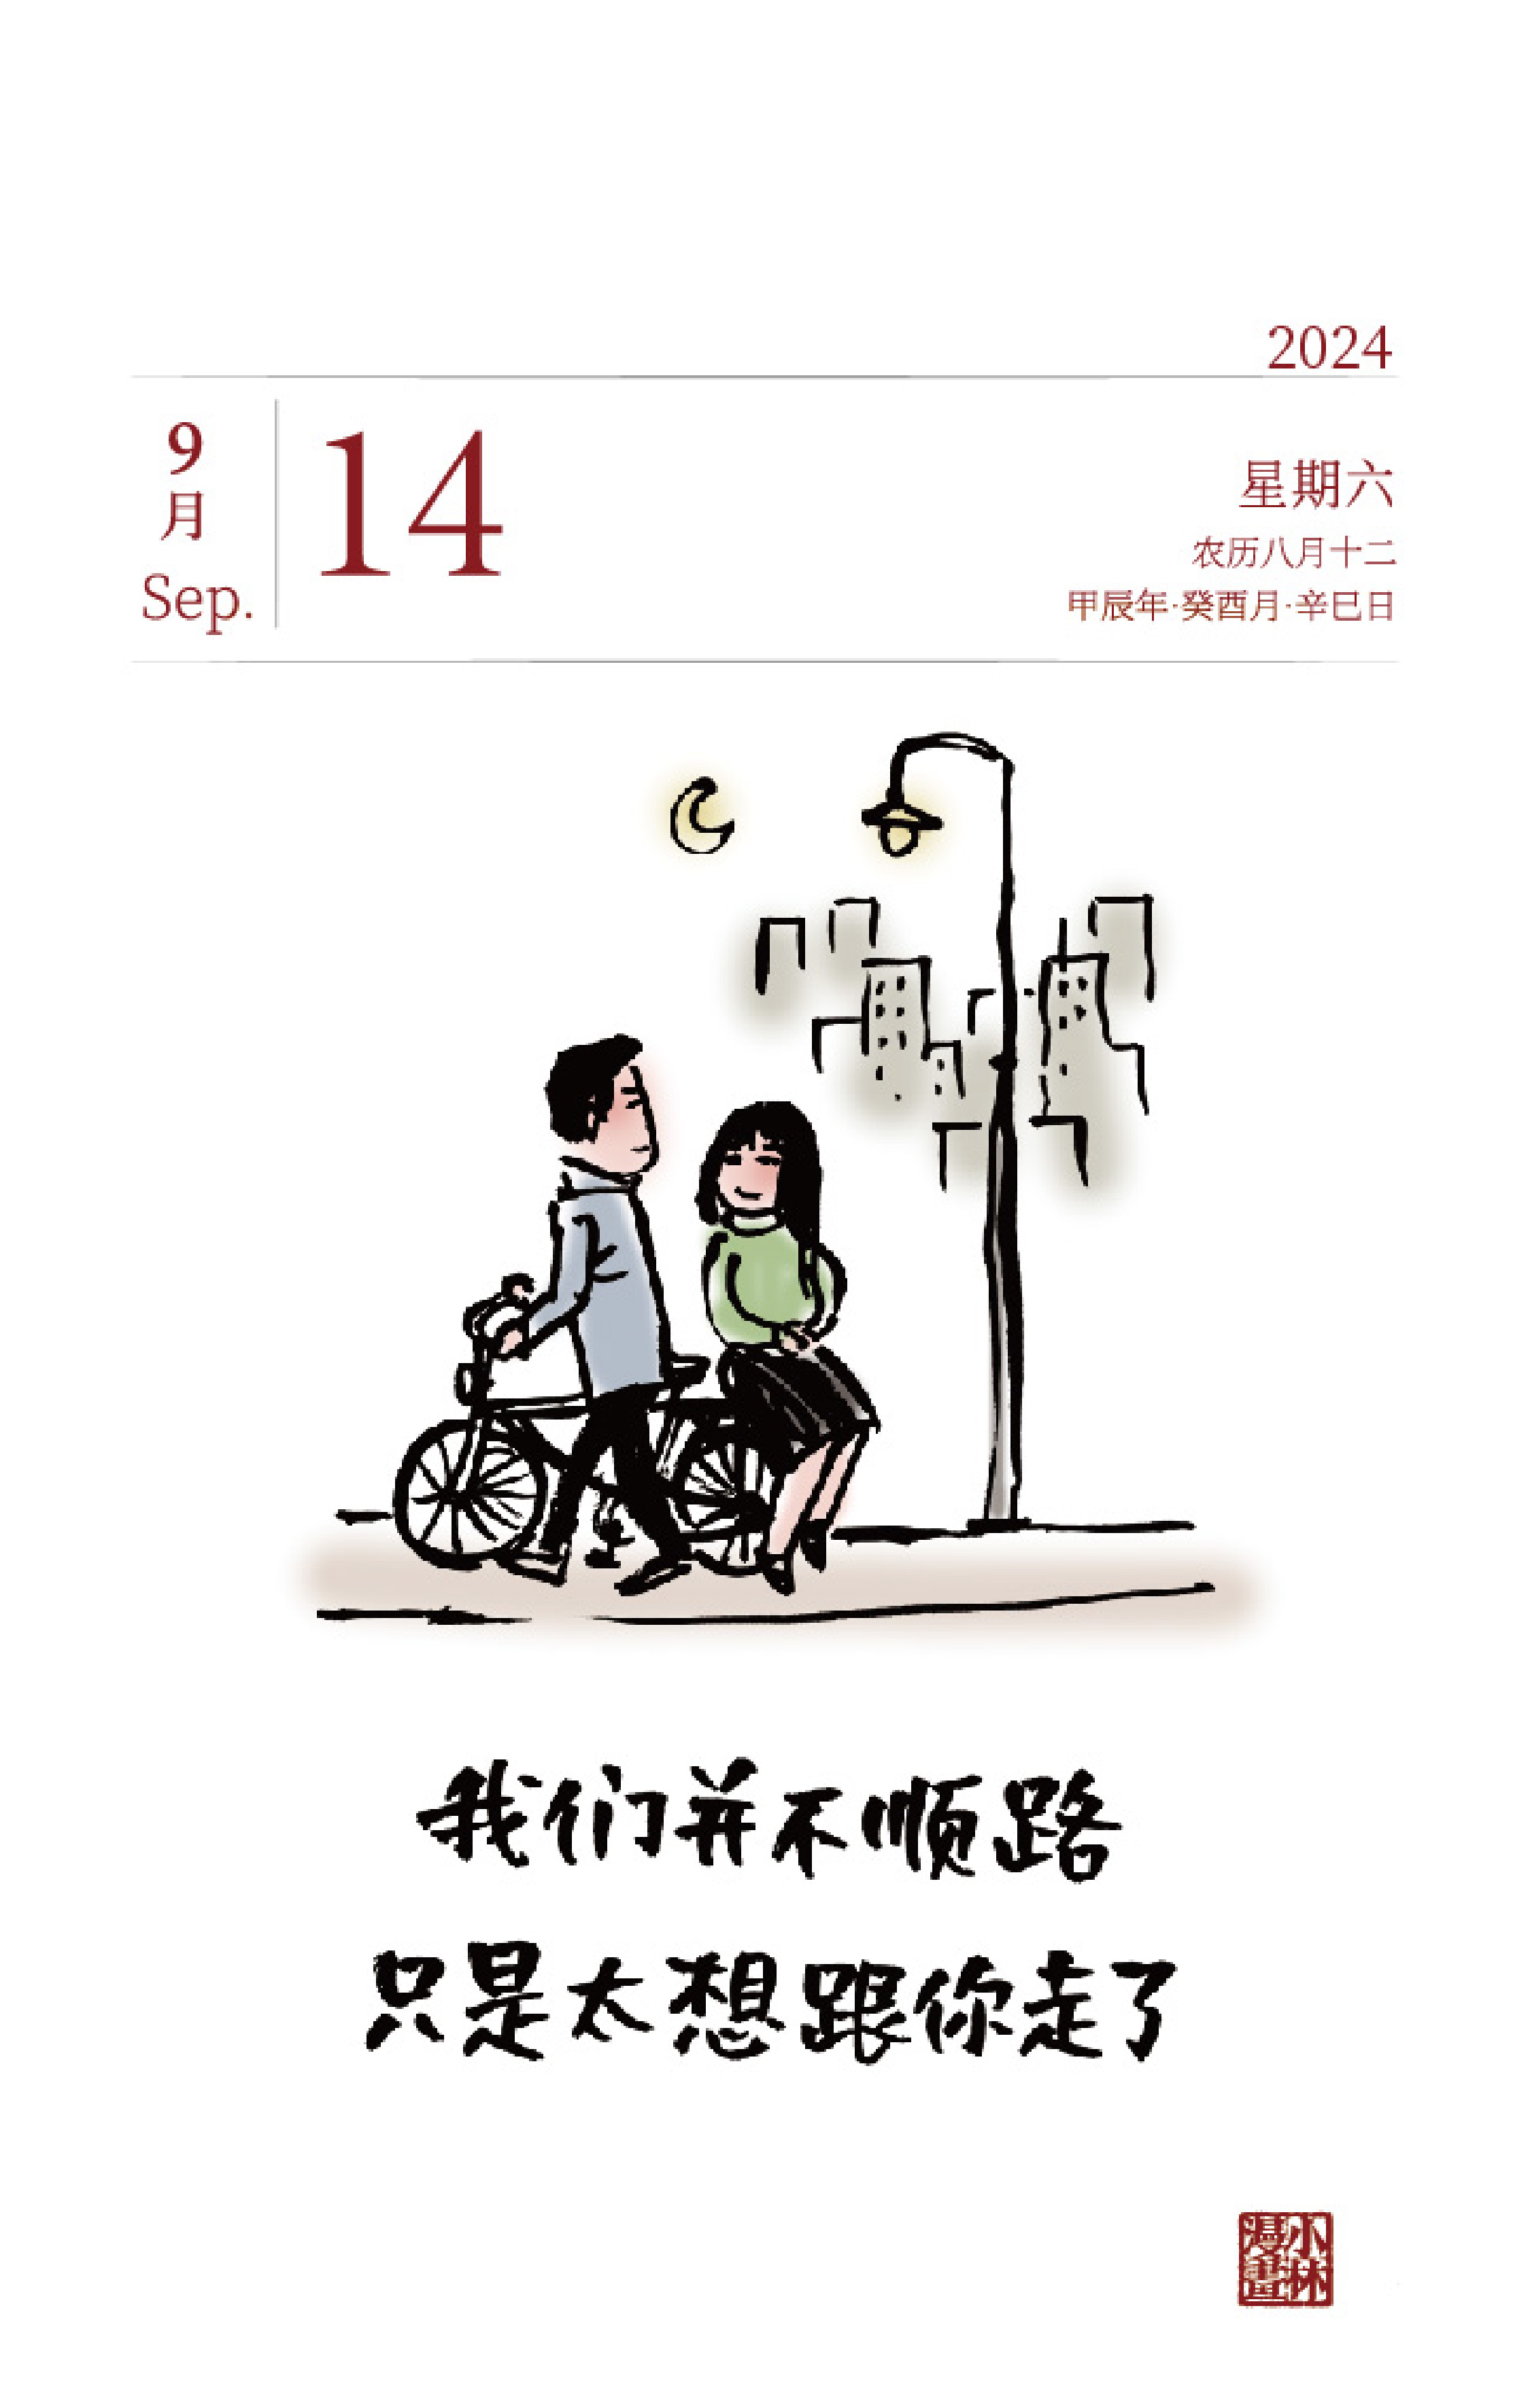 2024
9
月
Sep.
14
星期六
农历八月十二
甲辰年·癸酉月·辛巳日
我们并不顺路
只是太想跟你走了
小林
漫畫